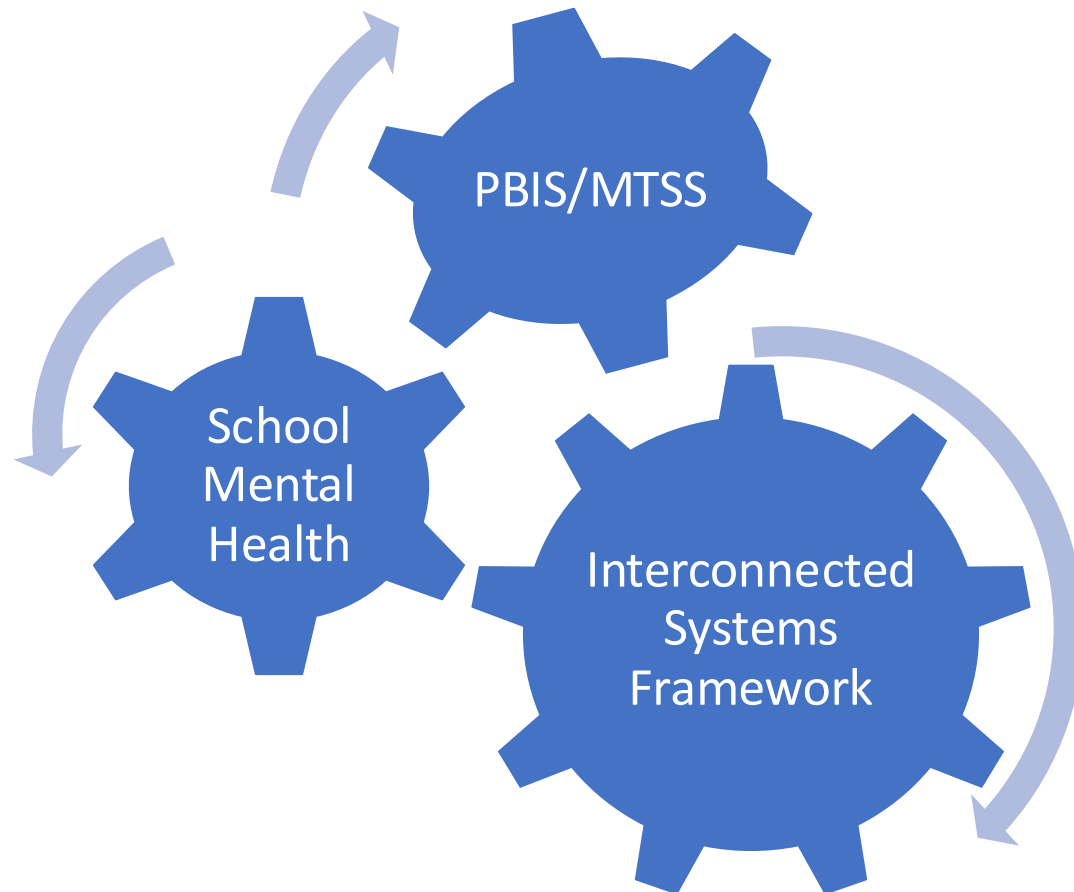 PBIS/MTSS
School
Mental
Health
Interconnected
Systems
Framework